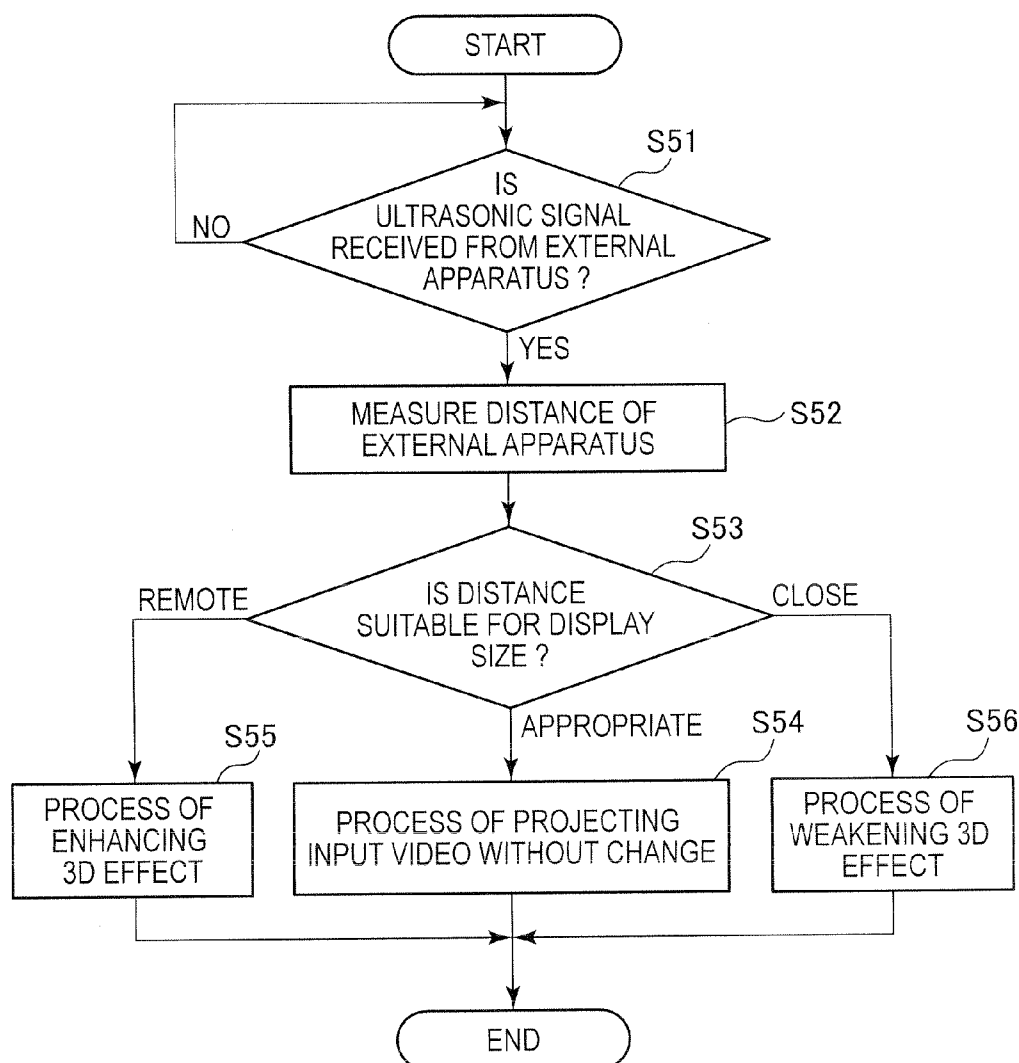 START
S51
IS
ULTRASONIC SIGNAL
RECEIVED FROM EXTERNAL
APPARATUS ?
NO
YES
MEASURE DISTANCE OF
EXTERNAL APPARATUS
S52
S53
IS DISTANCE
SUITABLE FOR DISPLAY
SIZE ?
REMOTE
CLOSE
APPROPRIATE
S55
PROCESS OF
ENHANCING
3D EFFECT
S54
PROCESS OF PROJECTING
INPUT VIDEO WITHOUT CHANGE
S56
PROCESS OF
WEAKENING 3D
EFFECT
END